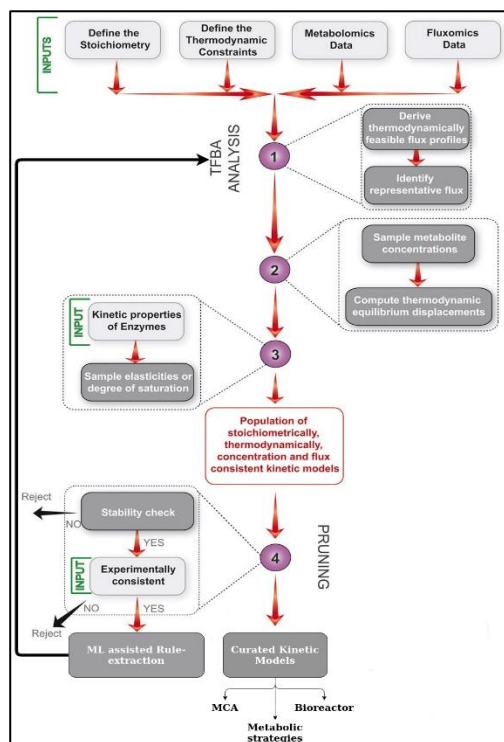 INPUTS
Define the
Stoichiometry
Define the
Thermodynamic
Constraints
Metabolomics
Data
Fluxomics
Data
TFBA
ANALYSIS
1
Derive
thermodynamically
feasible flux profiles
Identify
representative flux
2
Sample metabolite
concentrations
Compute thermodynamic
equilibrium displacements
INPUT
Kinetic properties
of Enzymes
Sample elasticities or
degree of saturation
3
Population of
stoichiometrically,
thermodynamically,
concentration and flux
consistent kinetic models
Reject
NO
Stability check
YES
INPUT
Experimentally
consistent
NO
YES
Reject
4
PRUNING
ML assisted Rule-
extraction
Curated Kinetic
Models
MCA
Bioreactor
Metabolic
strategies